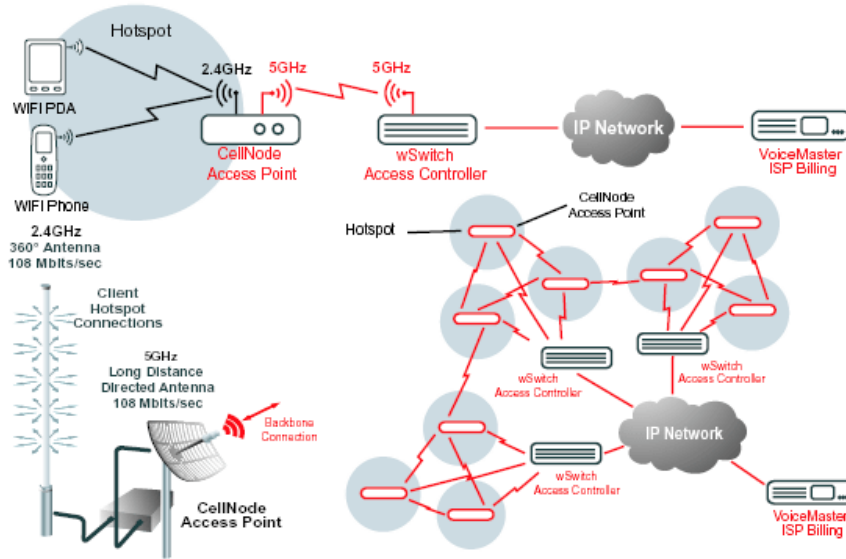 Hotspot
2.4GHz
5GHz
5GHz
WIFI PDA
WIFI Phone
CellNode
Access Point
wSwitch
Access Controller
IP Network
VoiceMaster
ISP Billing
2.4GHz
360° Antenna
108 Mbits/sec
Client
Hotspot
Connections
5GHz
Long Distance
Directed Antenna
108 Mbits/sec
Backbone
Connection
CellNode
Access Point
Hotspot
CellNode
Access Point
wSwitch
Access Controller
wSwitch
Access Controller
wSwitch
Access Controller
IP Network
VoiceMaster
ISP Billing